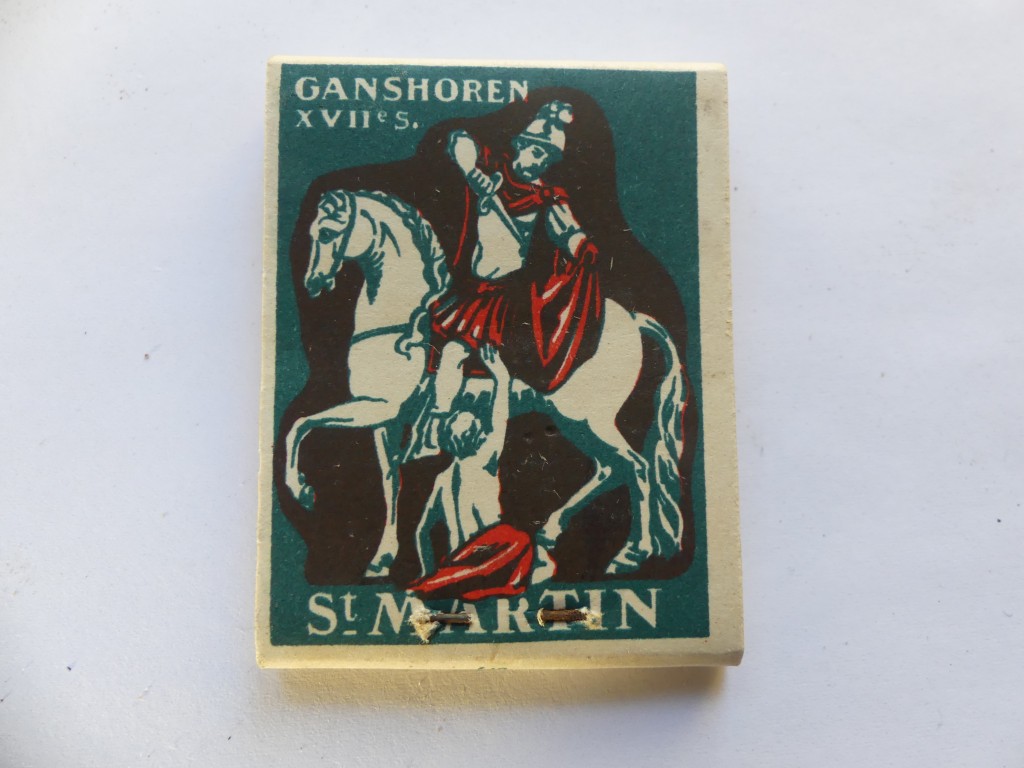 GANSHOREN
XVIIe S.
St MARTIN